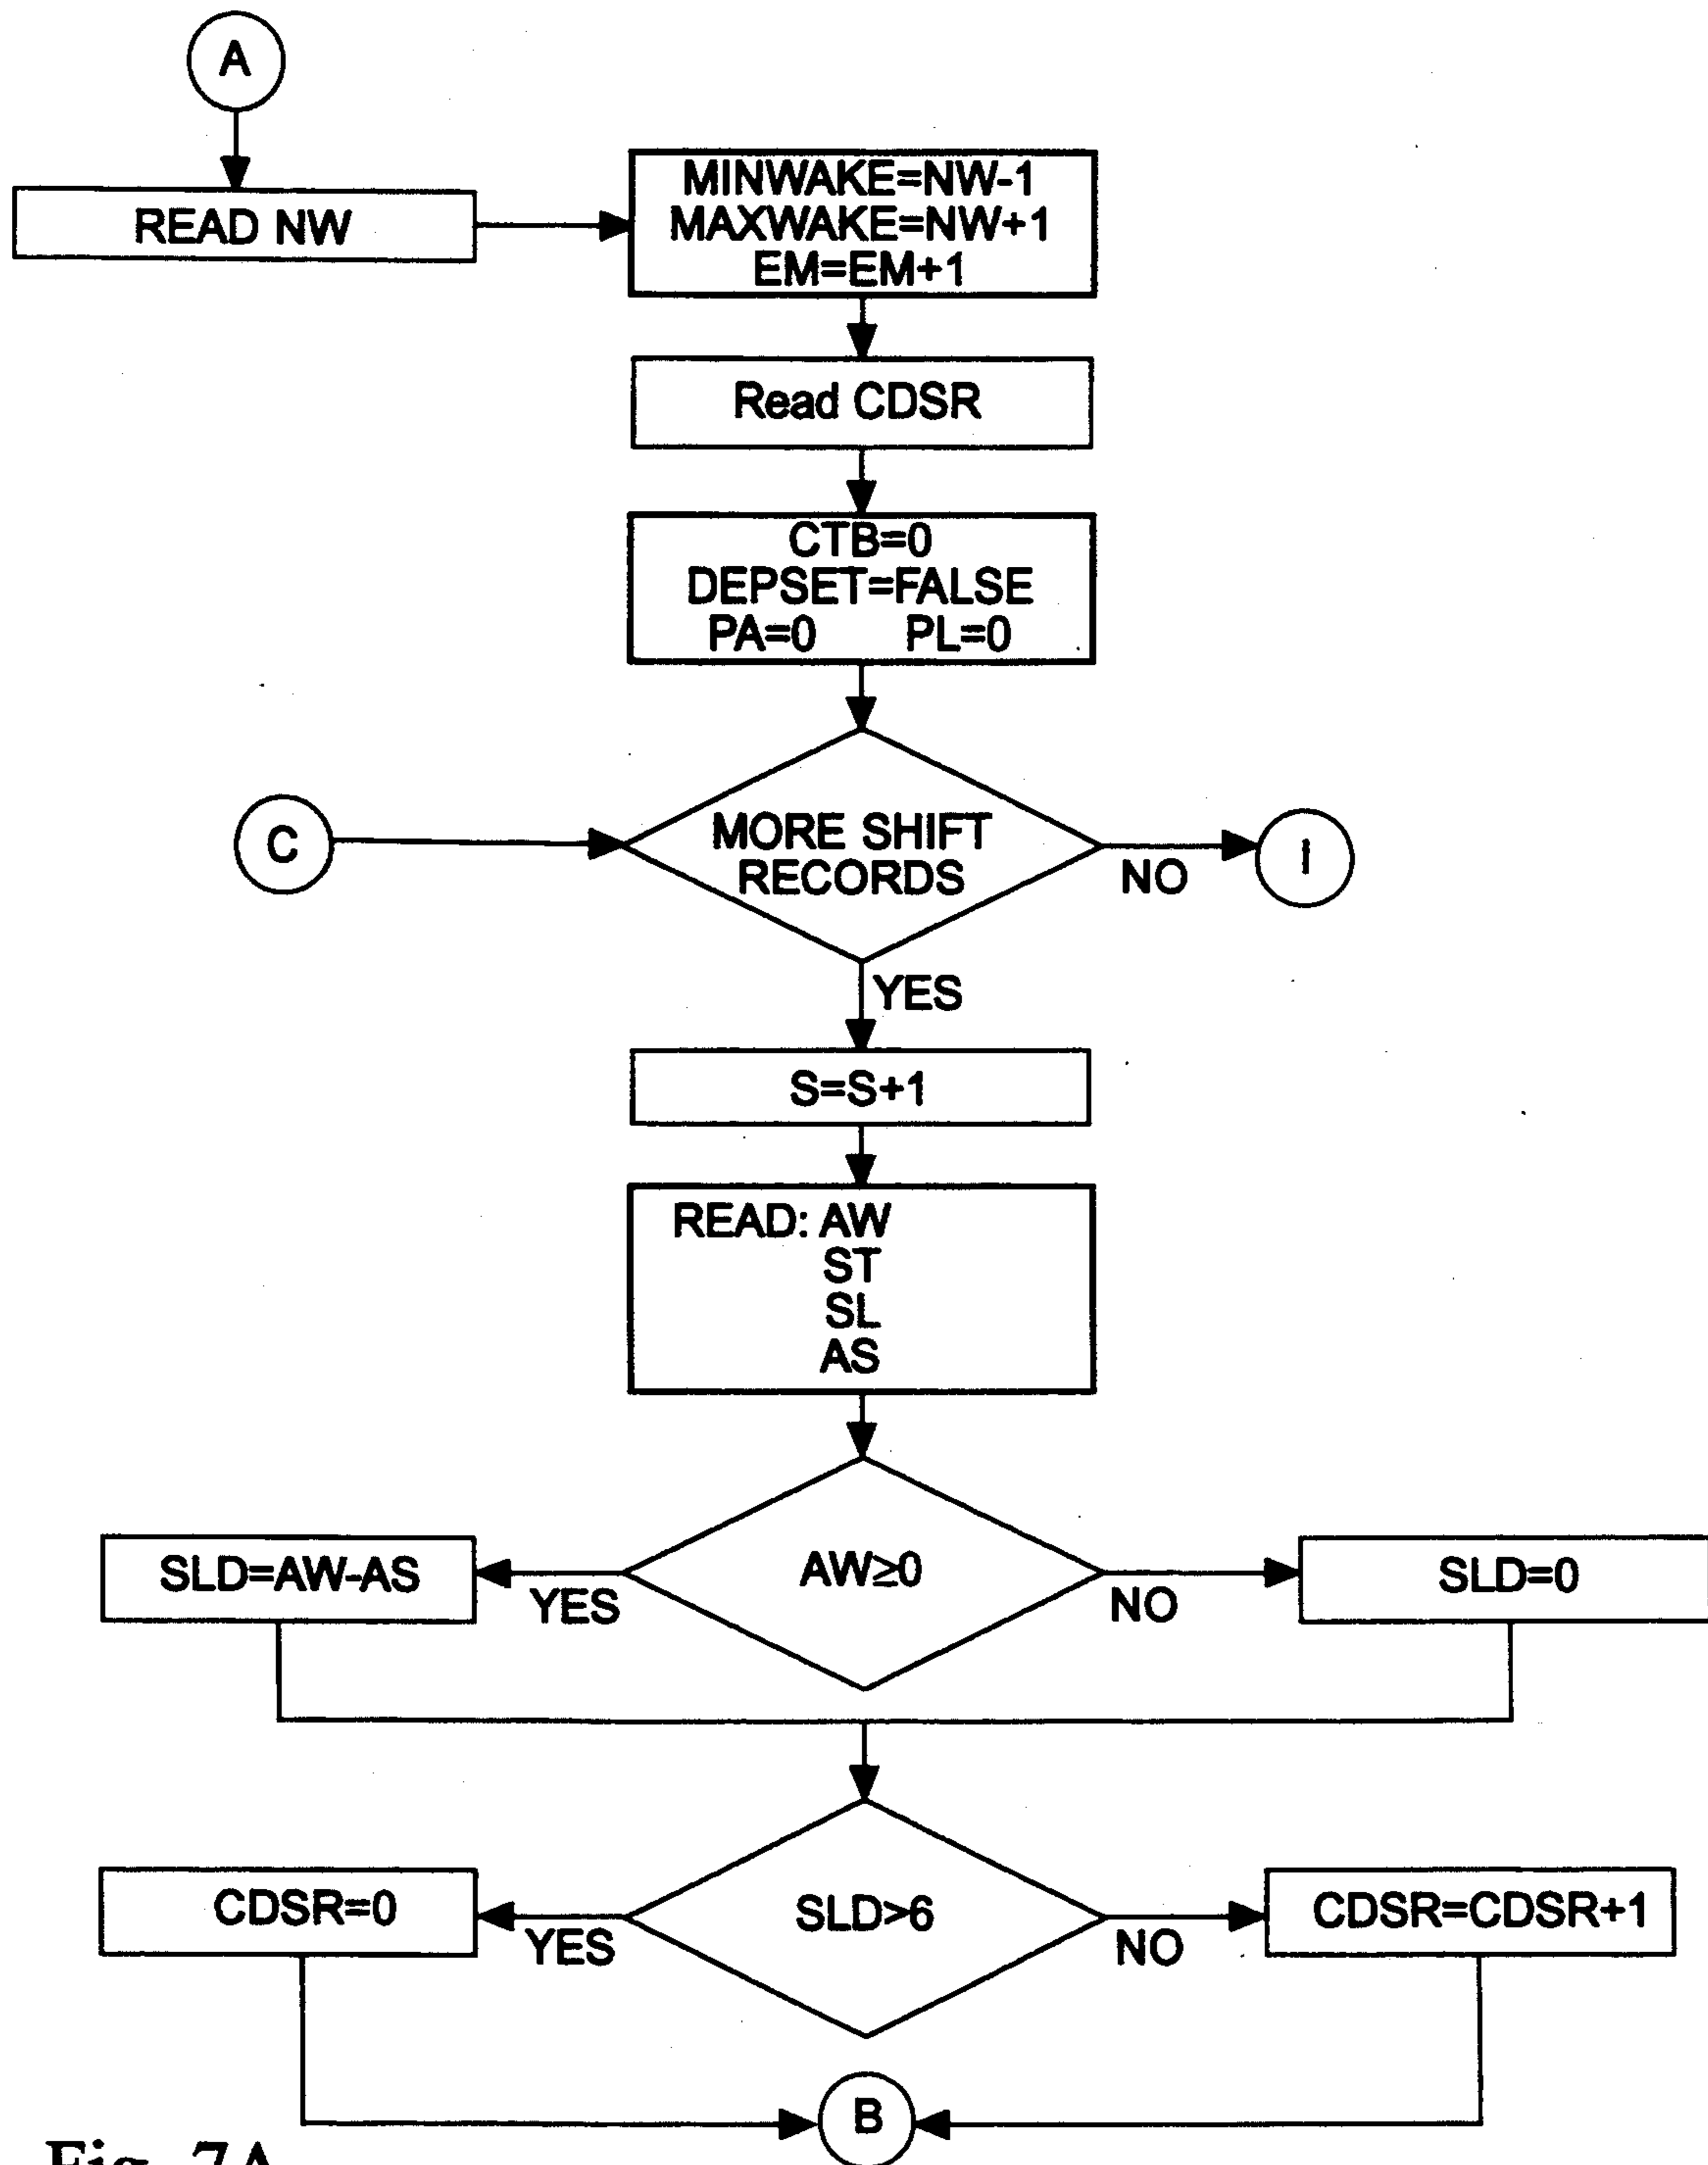 A
READ NW
MINWAKE=NW-1
MAXWAKE=NW+1
EM=EM+1
Read CDSR
CTB=0
DEPSET=FALSE
PA=0 PL=0
C
MORE SHIFT
RECORDS
NO
I
YES
S=S+1
READ: AW
ST
SL
AS
SLD=AW-AS
YES
AW≥0
NO
SLD=0
CDSR=0
YES
SLD>6
NO
CDSR=CDSR+1
B
Fig. 7A